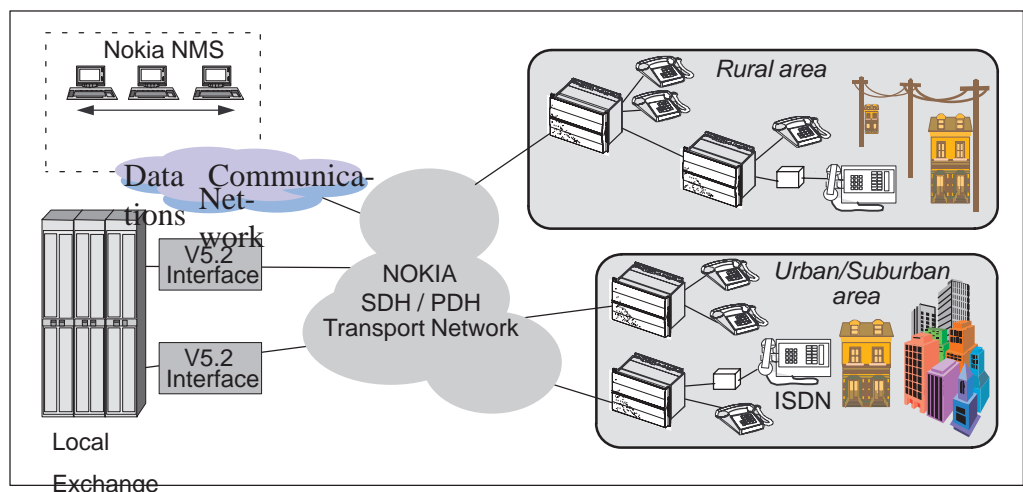 Nokia NMS
Data Communica-
tions Net-
work
V5.2
Interface
V5.2
Interface
Local
Exchange
NOKIA
SDH / PDH
Transport Network
Rural area
Urban/Suburban
area
ISDN